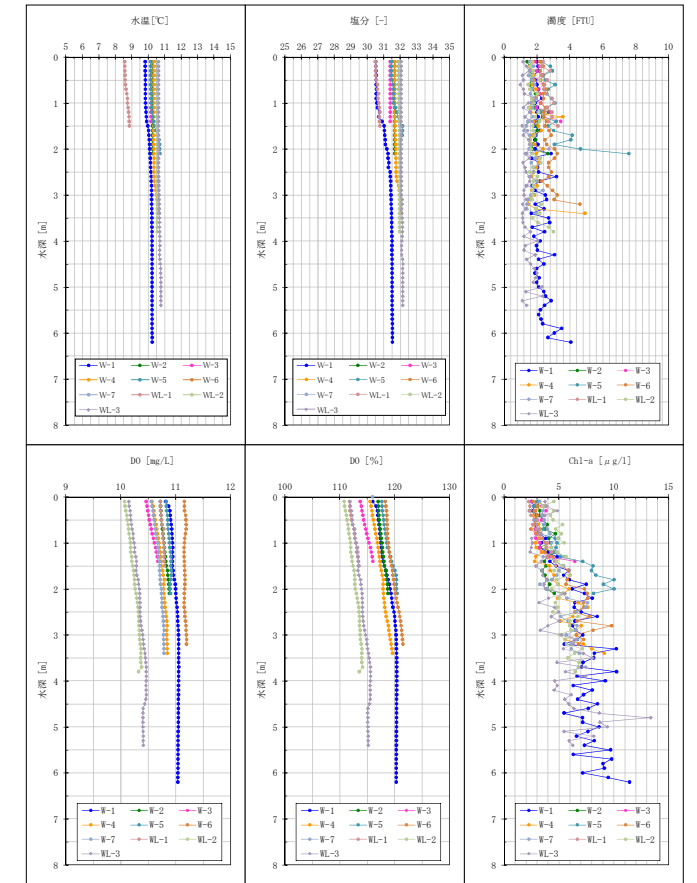 水温[℃]
5 6 7 8 9 10 11 12 13 14 15
0
1
2
3
4
5
6
7
8
水深 [m]
W-1 W-2 W-3
W-4 W-5 W-6
W-7 WL-1 WL-2
WL-3
塩分 [-]
25 26 27 28 29 30 31 32 33 34 35
0
1
2
3
4
5
6
7
8
水深 [m]
W-1 W-2 W-3
W-4 W-5 W-6
W-7 WL-1 WL-2
WL-3
濁度 [FTU]
0 2 4 6 8 10
0
1
2
3
4
5
6
7
8
水深 [m]
W-1 W-2 W-3
W-4 W-5 W-6
W-7 WL-1 WL-2
WL-3
DO [mg/L]
9 10 11 12
0
1
2
3
4
5
6
7
8
水深 [m]
W-1 W-2 W-3
W-4 W-5 W-6
W-7 WL-1 WL-2
WL-3
DO [%]
100 110 120 130
0
1
2
3
4
5
6
7
8
水深 [m]
W-1 W-2 W-3
W-4 W-5 W-6
W-7 WL-1 WL-2
WL-3
Chl-a [μg/l]
0 5 10 15
0
1
2
3
4
5
6
7
8
水深 [m]
W-1 W-2 W-3
W-4 W-5 W-6
W-7 WL-1 WL-2
WL-3